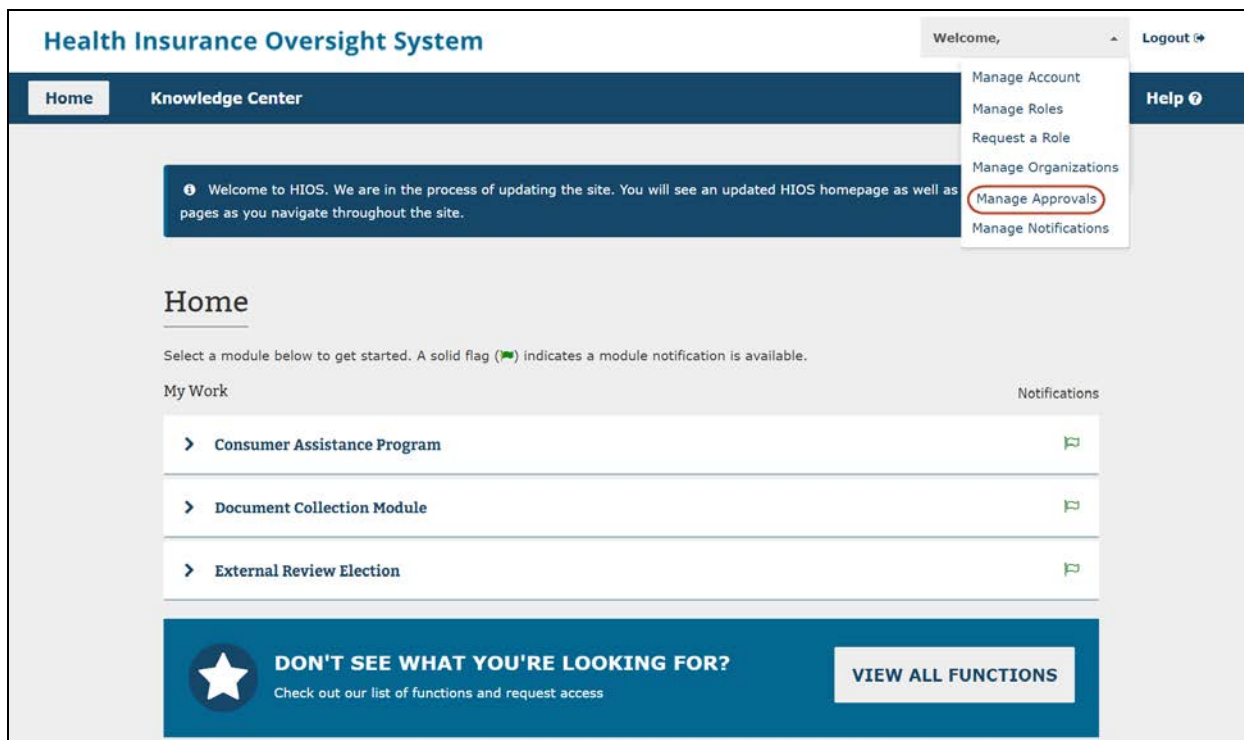 Health Insurance Oversight System
Welcome,
Logout
Manage Account
Manage Roles
Request a Role
Manage Organizations
Manage Approvals
Manage Notifications
Home
Knowledge Center
Help
Welcome to HIOS. We are in the process of updating the site. You will see an updated HIOS homepage as well as
pages as you navigate throughout the site.
Home
Select a module below to get started. A solid flag () indicates a module notification is available.
My Work
Notifications
Consumer Assistance Program
Document Collection Module
External Review Election
DON'T SEE WHAT YOU'RE LOOKING FOR?
Check out our list of functions and request access
VIEW ALL FUNCTIONS